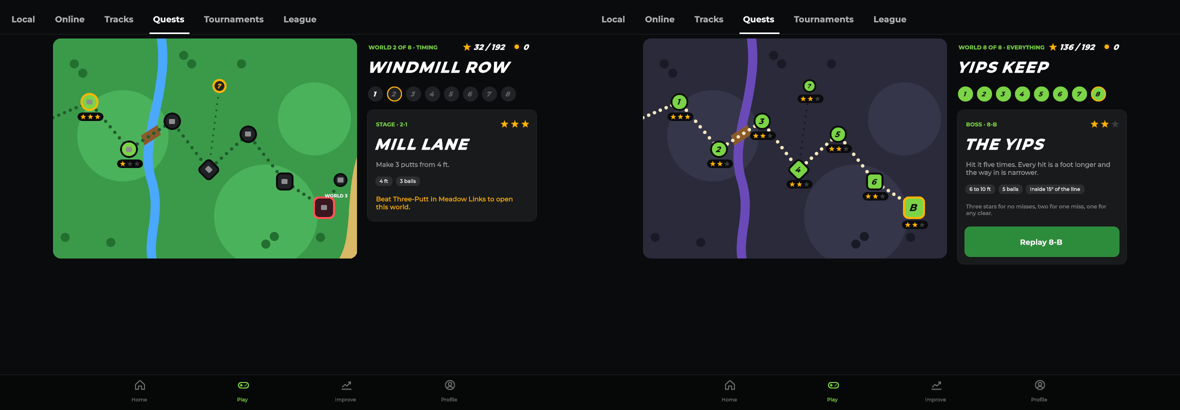 Local Online Tracks Quests Tournaments League
WORLD 2 OF 8 · TIMING 32 / 192 0
WINDMILL ROW
1 2 3 4 5 6 7 8
STAGE · 2-1
MILL LANE
Make 3 putts from 4 ft.
4 ft 3 balls
Beat Three-Putt in Meadow Links to open
this world.
?
WORLD 3
Home Play Improve Profile
Local Online Tracks Quests Tournaments League
WORLD 8 OF 8 · EVERYTHING 136 / 192 0
YIPS KEEP
1 2 3 4 5 6 7 8
BOSS · 8-B
THE YIPS
Hit it five times. Every hit is a foot longer and
the way in is narrower.
6 to 10 ft 5 balls Inside 15° of the line
Three stars for no misses, two for one miss, one for
any clear.
Replay 8-B
?
1
2
3
4
5
6
B
Home Play Improve Profile